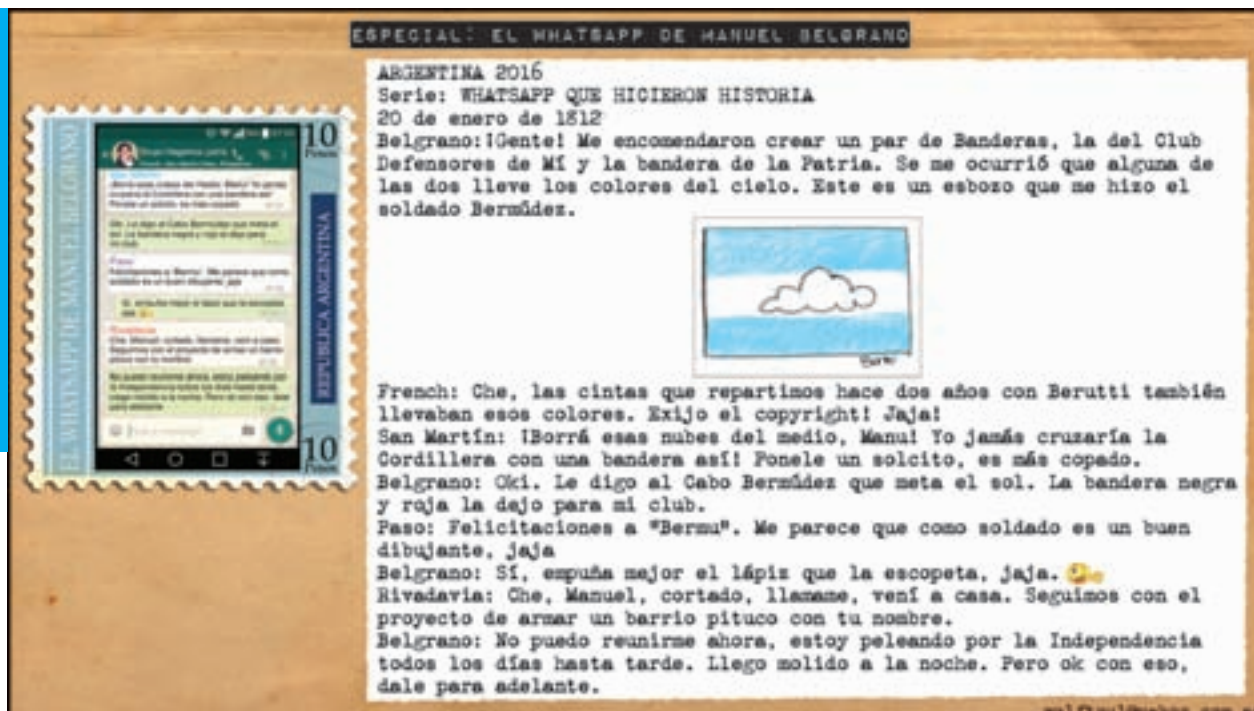 ESPECIAL: EL WHATSAPP DE MANUEL BELGRANO
EL WHATSAPP DE MANUEL BELGRANO
10
Pesos
REPUBLICA ARGENTINA
10
Pesos
ARGENTINA 2016
Serie: WHATSAPP QUE HICIERON HISTORIA
20 de enero de 1812
Belgrano:¡Gente! Me encomendaron crear un par de Banderas, la del Club
Defensores de Mí y la bandera de la Patria. Se me ocurrió que alguna de
las dos lleve los colores del cielo. Este es un esbozo que me hizo el
soldado Bermúdez.
French: Che, las cintas que repartimos hace dos años con Berutti también
llevaban esos colores. Exijo el copyright! Jaja!
San Martín: ¡Borrá esas nubes del medio, Manu! Yo jamás cruzaría la
Cordillera con una bandera así! Ponele un solcito, es más copado.
Belgrano: Oki. Le digo al Cabo Bermúdez que meta el sol. La bandera negra
y roja la dejo para mi club.
Paso: Felicitaciones a "Bermu". Me parece que como soldado es un buen
dibujante, jaja
Belgrano: Sí, empuña mejor el lápiz que la escopeta, jaja.
Rivadavia: Che, Manuel, cortado, llamame, vení a casa. Seguimos con el
proyecto de armar un barrio pituco con tu nombre.
Belgrano: No puedo reunirme ahora, estoy peleando por la Independencia
todos los días hasta tarde. Llego molido a la noche. Pero ok con eso,
dale para adelante.